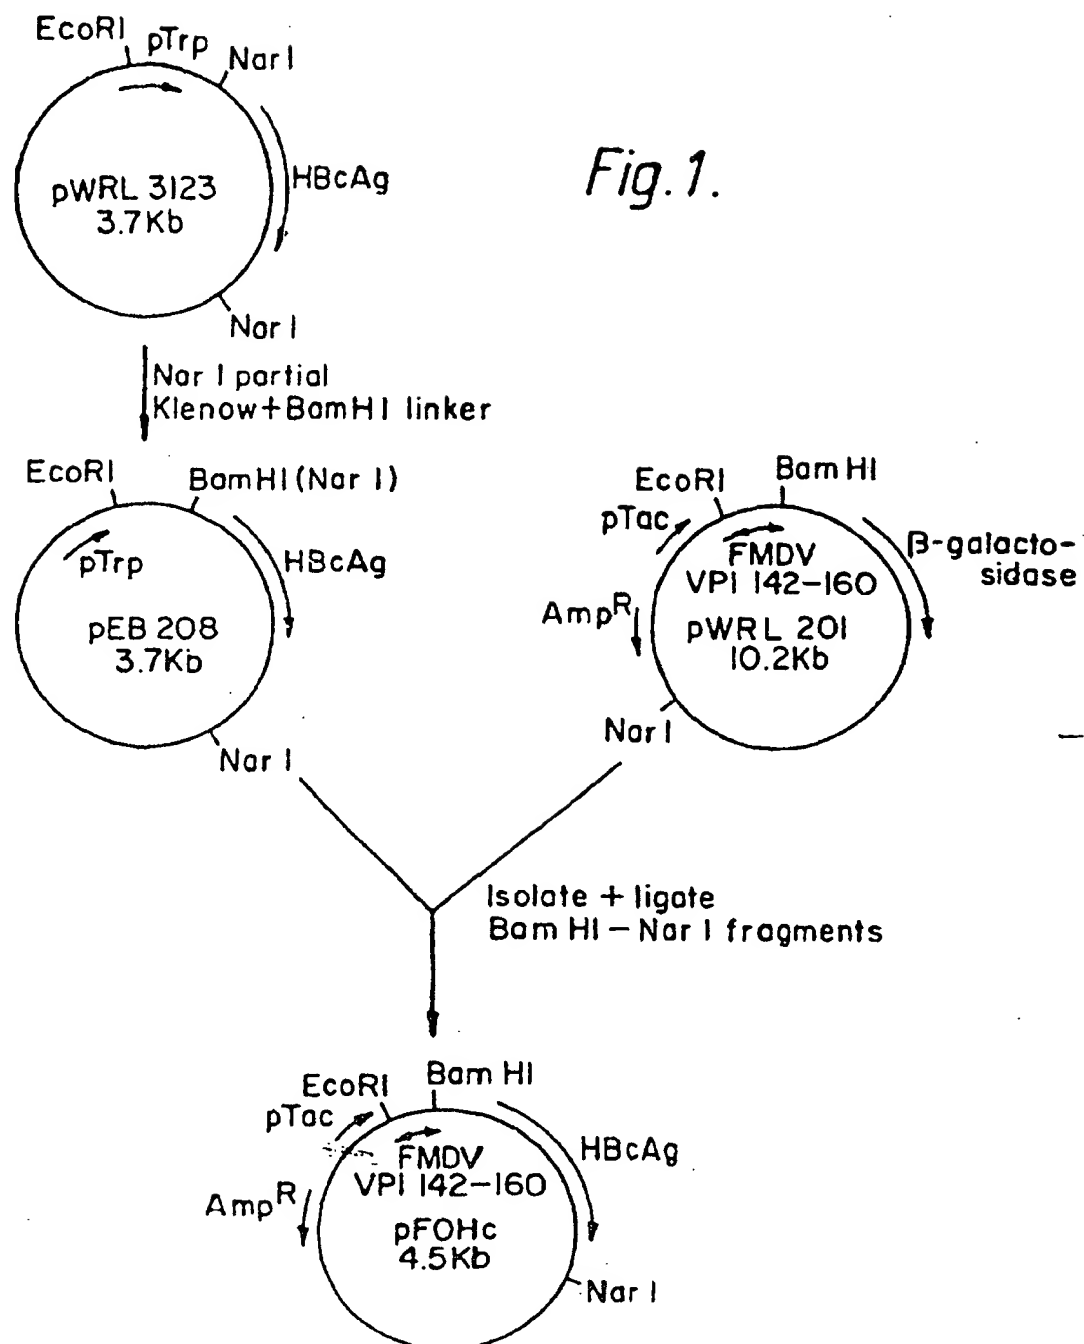 Fig. 1.
EcoRI
pTrp
Nar I
HBcAg
pWRL 3123
3.7Kb
Nar I
Nar I partial
Klenow+BamHI linker
EcoRI
BamHI (Nar I)
pTrp
HBcAg
pEB 208
3.7Kb
Nar I
EcoRI
Bam HI
pTac
FMDV
VPI 142-160
β-galacto-
sidase
AmpR
pWRL 201
10.2Kb
Nar I
Isolate + ligate
Bam HI - Nar I fragments
EcoRI
Bam HI
pTac
FMDV
VPI 142-160
HBcAg
AmpR
pFOHc
4.5Kb
Nar I